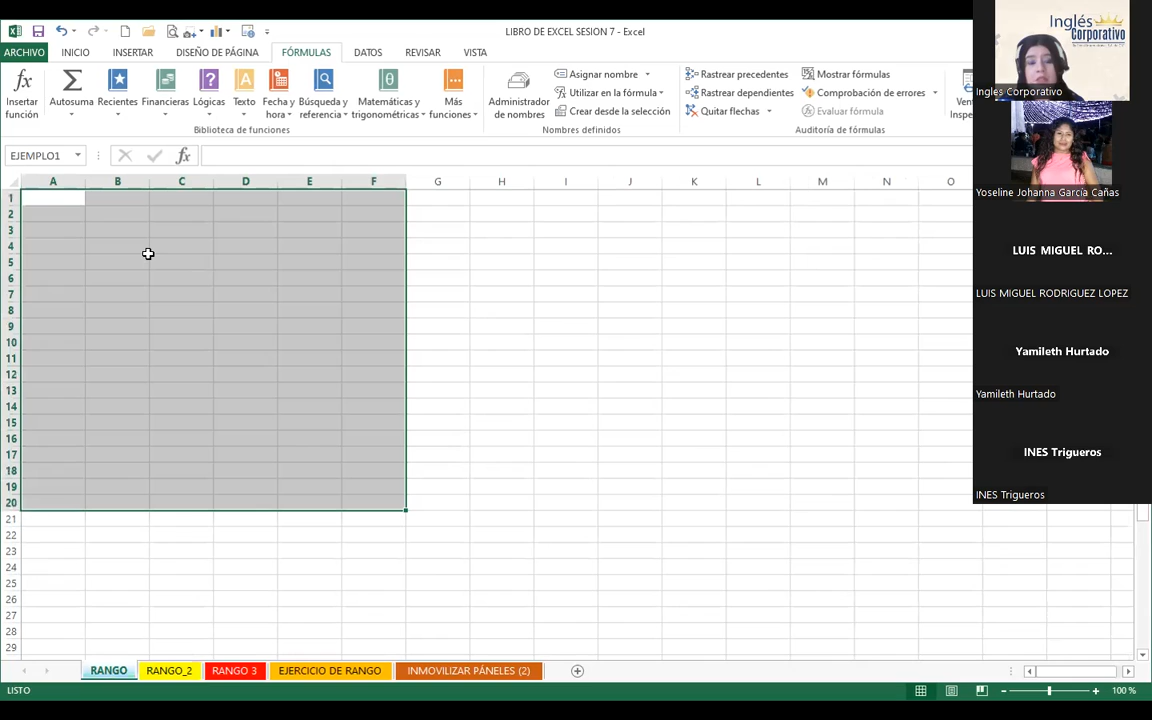 LIBRO DE EXCEL SESION 7 - Excel
ARCHIVO INICIO INSERTAR DISEÑO DE PÁGINA FÓRMULAS DATOS REVISAR VISTA
Insertar función
Autosuma
Recientes
Financieras
Lógicas
Texto
Fecha y hora
Búsqueda y referencia
Matemáticas y trigonométricas
Más funciones
Biblioteca de funciones
Administrador de nombres
Asignar nombre
Utilizar en la fórmula
Crear desde la selección
Nombres definidos
Rastrear precedentes
Rastrear dependientes
Quitar flechas
Mostrar fórmulas
Comprobación de errores
Evaluar fórmula
Auditoría de fórmulas
EJEMPLO1
fx
A B C D E F G H I J K L M N O
1
2
3
4
5
6
7
8
9
10
11
12
13
14
15
16
17
18
19
20
21
22
23
24
25
26
27
28
29
RANGO RANGO_2 RANGO 3 EJERCICIO DE RANGO INMOVILIZAR PÁNELES (2)
LISTO
100 %
Inglés
Corporativo
Ingles Corporativo
Yoseline Johanna García Cañas
LUIS MIGUEL RO...
LUIS MIGUEL RODRIGUEZ LOPEZ
Yamileth Hurtado
Yamileth Hurtado
INES Trigueros
INES Trigueros